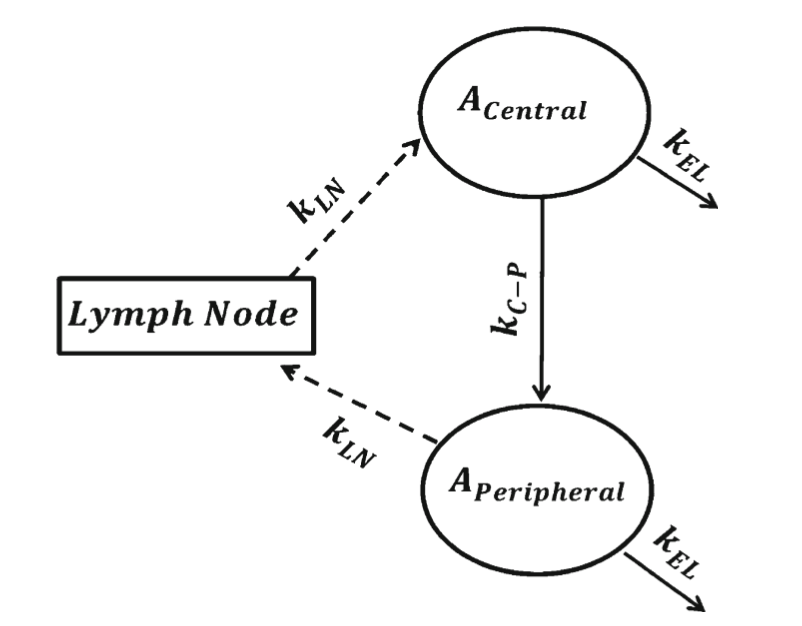 A_Central
k_EL
k_LN
k_C-P
Lymph Node
k_LN
A_Peripheral
k_EL